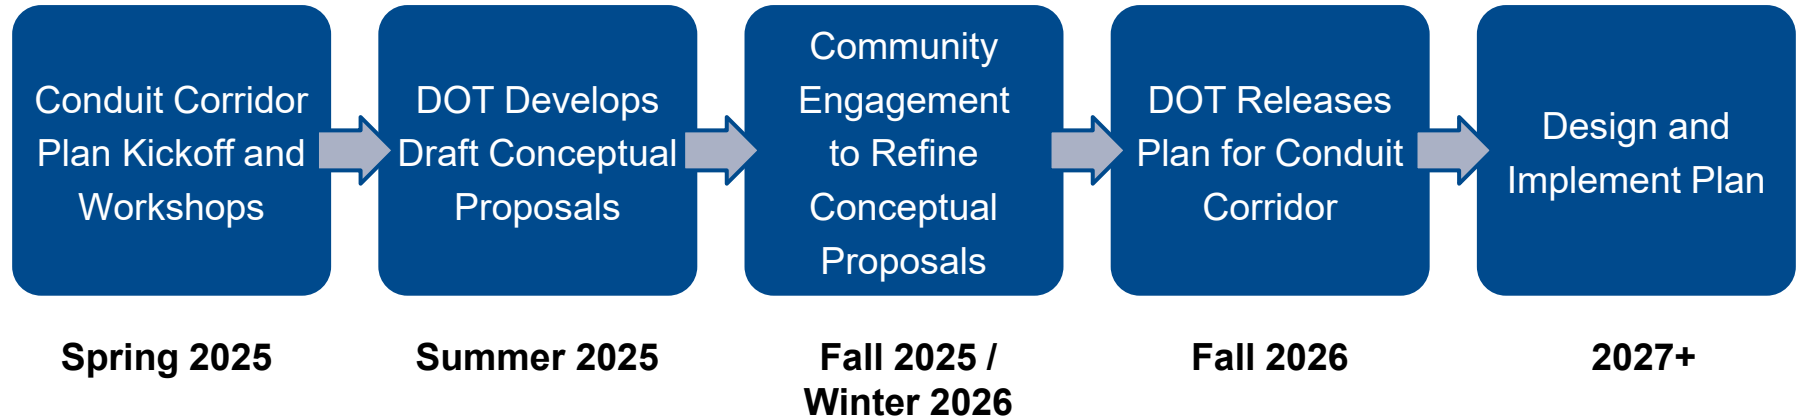 Conduit Corridor
Plan Kickoff and
Workshops
DOT Develops
Draft Conceptual
Proposals
Community
Engagement
to Refine
Conceptual
Proposals
DOT Releases
Plan for Conduit
Corridor
Design and
Implement Plan
Spring 2025
Summer 2025
Fall 2025 /
Winter 2026
Fall 2026
2027+